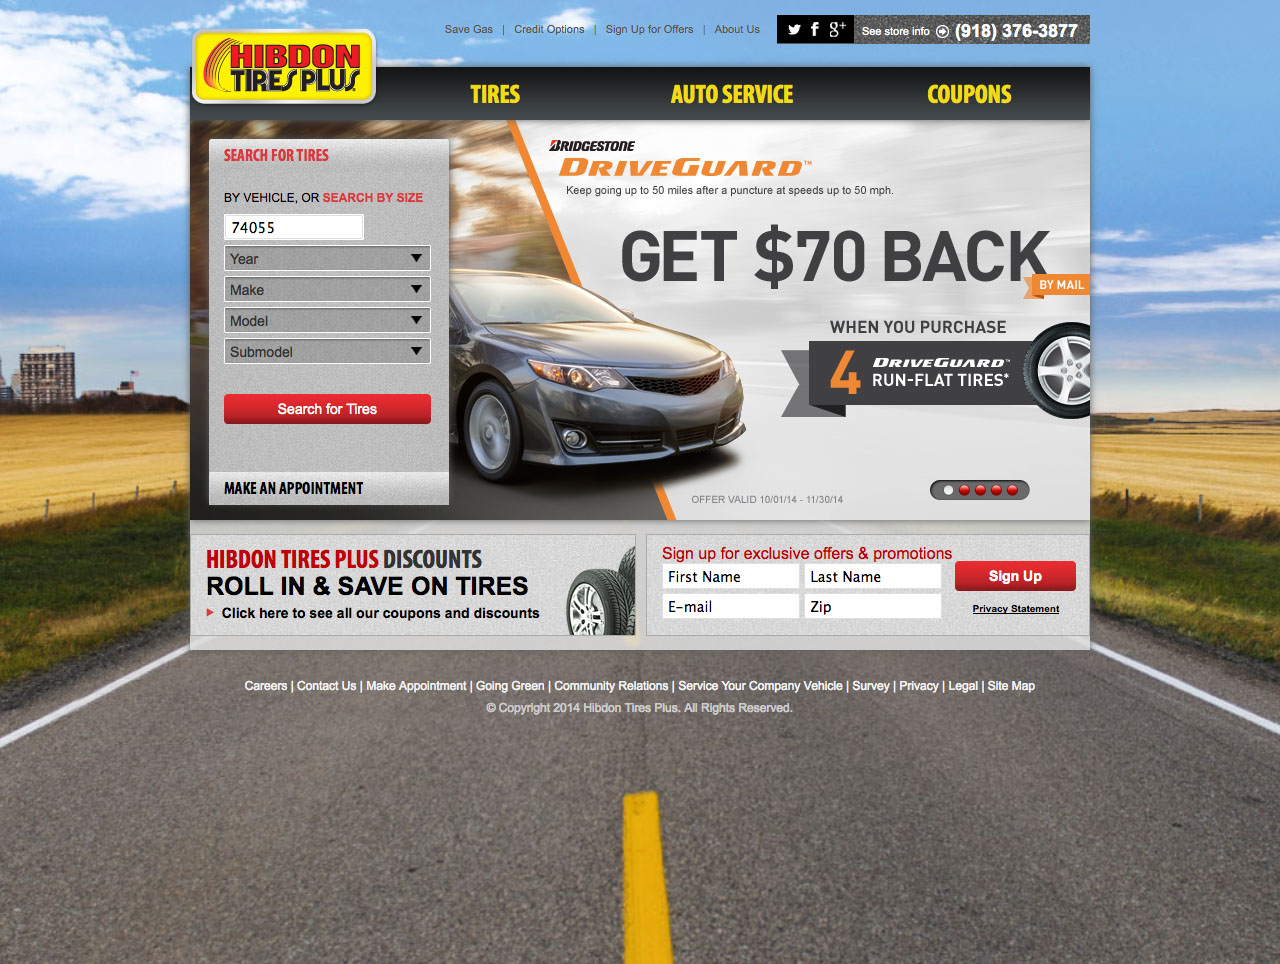 Save Gas | Credit Options | Sign Up for Offers | About Us
See store info (918) 376-3877
HIBDON
TIRES PLUS
TIRES
AUTO SERVICE
COUPONS
SEARCH FOR TIRES
BY VEHICLE, OR SEARCH BY SIZE
74055
Year
Make
Model
Submodel
Search for Tires
MAKE AN APPOINTMENT
BRIDGESTONE
DRIVEGUARD™
Keep going up to 50 miles after a puncture at speeds up to 50 mph.
GET $70 BACK
BY MAIL
WHEN YOU PURCHASE
4 DRIVEGUARD™
RUN-FLAT TIRES*
OFFER VALID 10/01/14 - 11/30/14
HIBDON TIRES PLUS DISCOUNTS
ROLL IN & SAVE ON TIRES
Click here to see all our coupons and discounts
Sign up for exclusive offers & promotions
First Name
Last Name
E-mail
Zip
Sign Up
Privacy Statement
Careers | Contact Us | Make Appointment | Going Green | Community Relations | Service Your Company Vehicle | Survey | Privacy | Legal | Site Map
© Copyright 2014 Hibdon Tires Plus. All Rights Reserved.